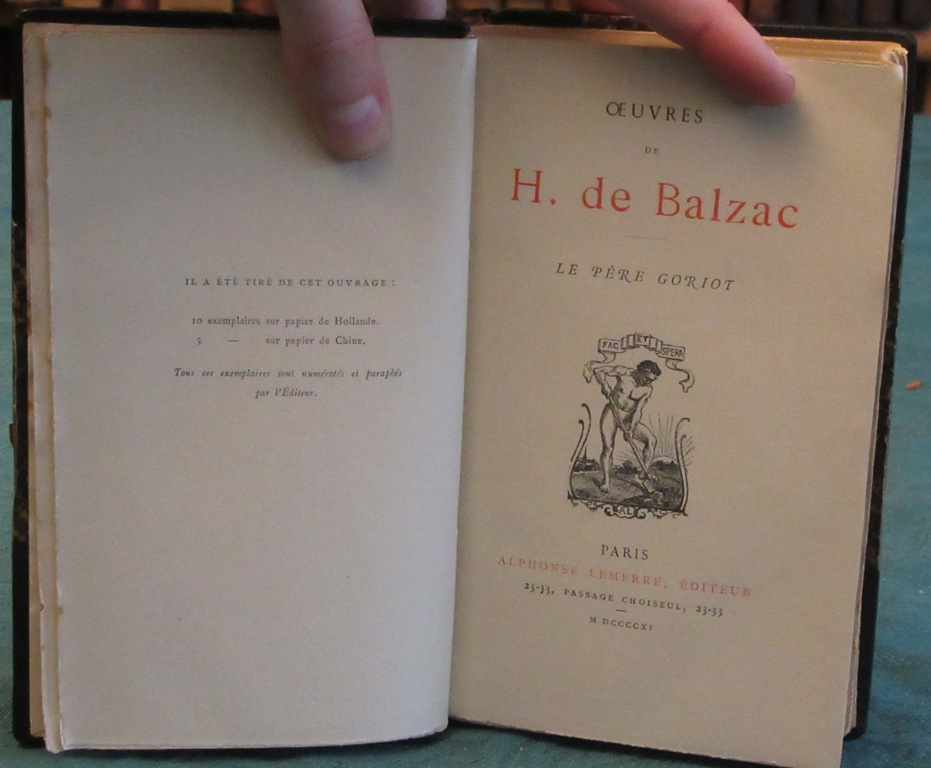 IL A ÉTÉ TIRÉ DE CET OUVRAGE :
10 exemplaires sur papier de Hollande.
5 — sur papier de Chine.
Tous ces exemplaires sont numérotés et paraphés
par l'Éditeur.
ŒUVRES
DE
H. de Balzac
LE PÈRE GORIOT
FAC ET SPERA
AL
PARIS
ALPHONSE LEMERRE, ÉDITEUR
23-33, PASSAGE CHOISEUL, 23-33
M DCCCCXI